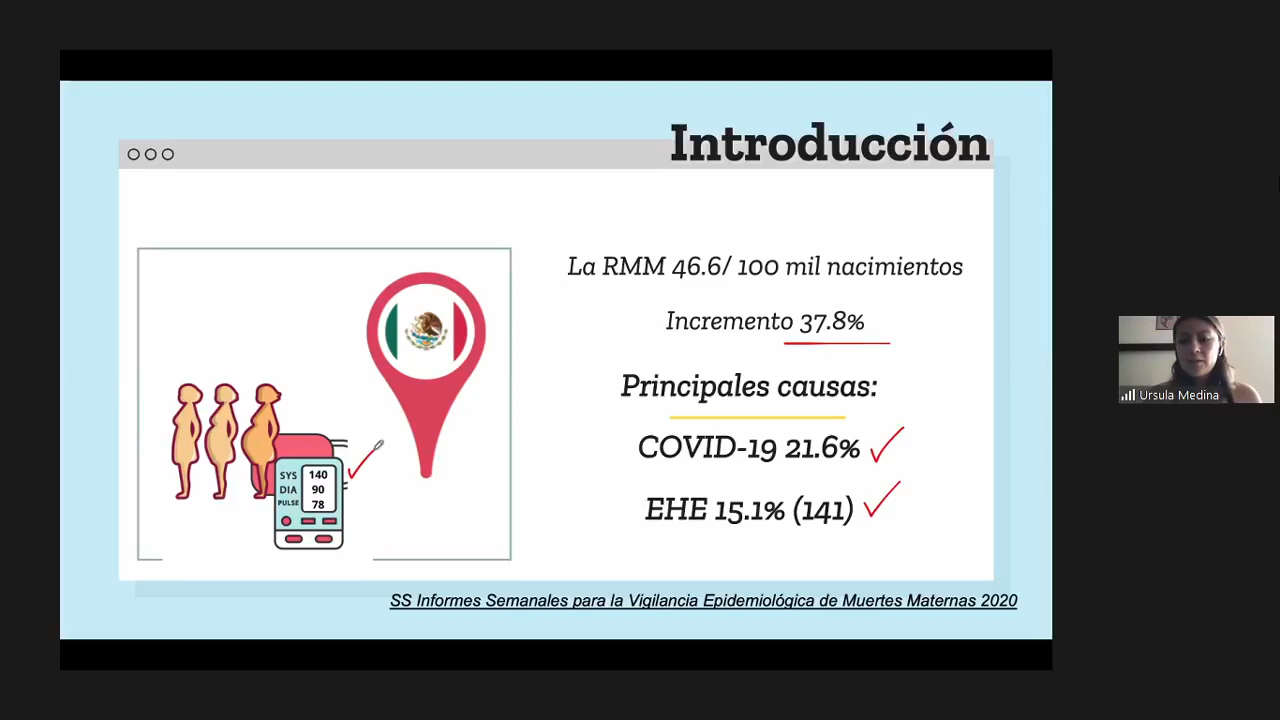 Introducción
La RMM 46.6/ 100 mil nacimientos
Incremento 37.8%
Principales causas:
COVID-19 21.6%
EHE 15.1% (141)
SYS 140
DIA 90
PULSE 78
SS Informes Semanales para la Vigilancia Epidemiológica de Muertes Maternas 2020
Ursula Medina